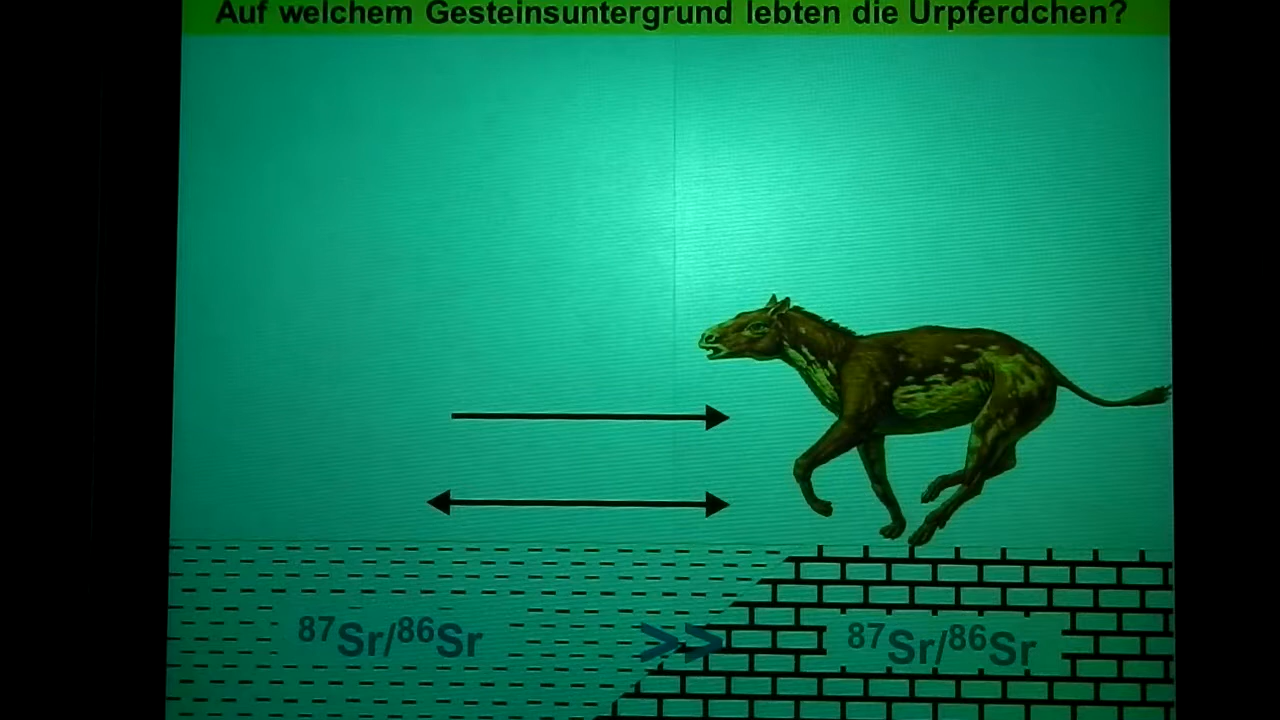 Auf welchem Gesteinsuntergrund lebten die Urpferdchen?
⁸⁷Sr/⁸⁶Sr >> ⁸⁷Sr/⁸⁶Sr